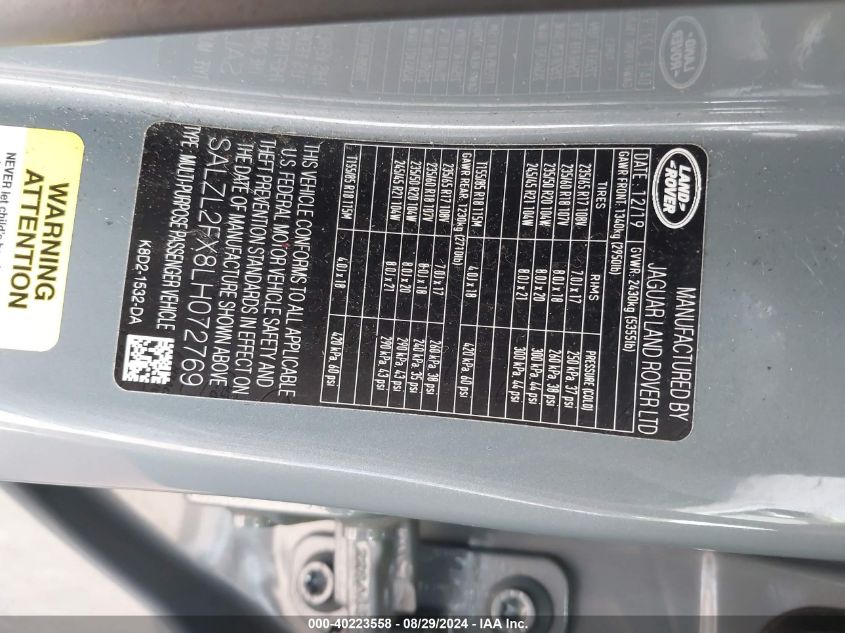 LAND-
ROVER
MANUFACTURED BY
JAGUAR LAND ROVER LTD
DATE: 12/19 GVWR: 2430kg (5355lb)
GAWR FRONT: 1340kg (2950lb)
TIRES RIMS PRESSURE (COLD)
235/65 R17 108V 7.0J x 17 250 kPa, 37 psi
235/60 R18 107V 8.0J x 18 260 kPa, 38 psi
235/50 R20 104W 8.0J x 20 300 kPa, 44 psi
245/45 R21 104W 8.0J x 21 300 kPa, 44 psi
T155/85 R18 115M 4.0J x 18 420 kPa, 60 psi
GAWR REAR: 1230kg (2710lb)
235/65 R17 108V 7.0J x 17 260 kPa, 38 psi
235/60 R18 107V 8.0J x 18 240 kPa, 35 psi
235/50 R20 104W 8.0J x 20 290 kPa, 43 psi
245/45 R21 104W 8.0J x 21 290 kPa, 43 psi
T155/85 R18 115M 4.0J x 18 420 kPa, 60 psi
THIS VEHICLE CONFORMS TO ALL APPLICABLE
U.S. FEDERAL MOTOR VEHICLE SAFETY AND
THEFT PREVENTION STANDARDS IN EFFECT ON
THE DATE OF MANUFACTURE SHOWN ABOVE
SALZL2FX8LH072769
TYPE: MULTIPURPOSE PASSENGER VEHICLE
K8D2-1532-DA
WARNING
ATTENTION
NEVER let child's
000-40223558 - 08/29/2024 - IAA Inc.